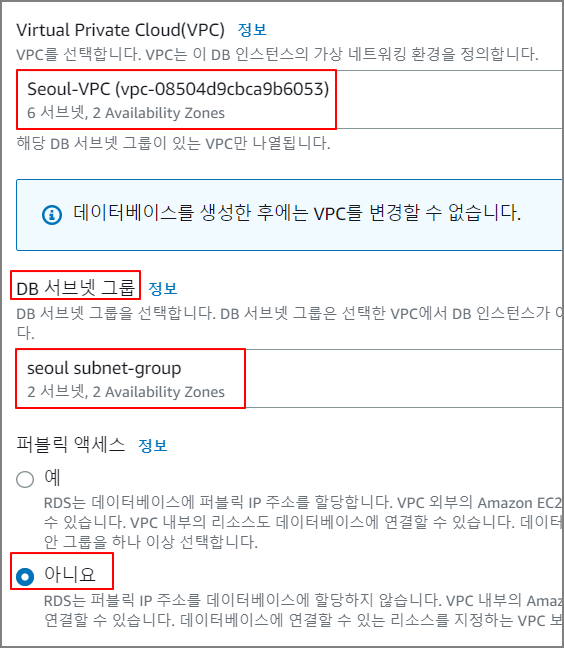 Virtual Private Cloud(VPC) 정보
VPC를 선택합니다. VPC는 이 DB 인스턴스의 가상 네트워킹 환경을 정의합니다.
Seoul-VPC (vpc-08504d9cbca9b6053)
6 서브넷, 2 Availability Zones
해당 DB 서브넷 그룹이 있는 VPC만 나열됩니다.
데이터베이스를 생성한 후에는 VPC를 변경할 수 없습니다.
DB 서브넷 그룹 정보
DB 서브넷 그룹을 선택합니다. DB 서브넷 그룹은 선택한 VPC에서 DB 인스턴스가
다.
seoul subnet-group
2 서브넷, 2 Availability Zones
퍼블릭 액세스 정보
예
RDS는 데이터베이스에 퍼블릭 IP 주소를 할당합니다. VPC 외부의 Amazon EC2
수 있습니다. VPC 내부의 리소스도 데이터베이스에 연결할 수 있습니다. 데이터
안 그룹을 하나 이상 선택합니다.
아니요
RDS는 퍼블릭 IP 주소를 데이터베이스에 할당하지 않습니다. VPC 내부의 Amaz
연결할 수 있습니다. 데이터베이스에 연결할 수 있는 리소스를 지정하는 VPC 보